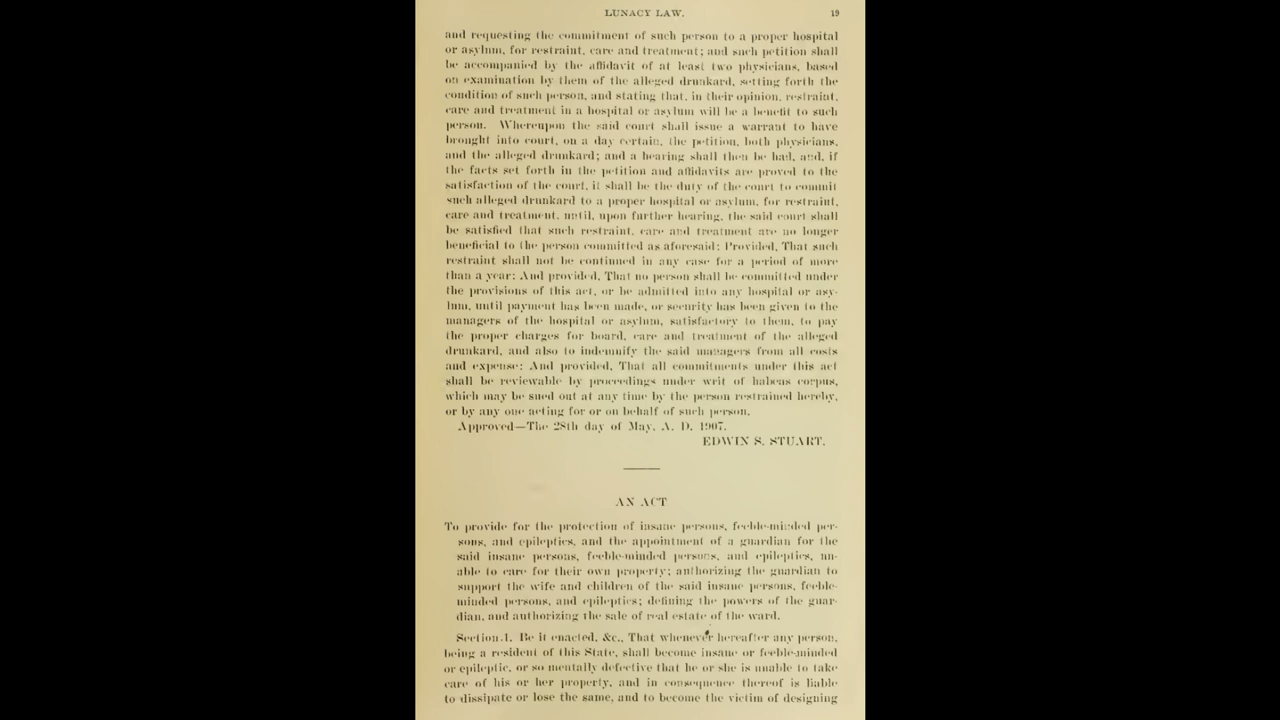 LUNACY LAW. 19
and requesting the commitment of such person to a proper hospital
or asylum, for restraint, care and treatment; and such petition shall
be accompanied by the affidavit of at least two physicians, based
on examination by them of the alleged drunkard, setting forth the
condition of such person, and stating that, in their opinion, restraint,
care and treatment in a hospital or asylum will be a benefit to such
person. Whereupon the said court shall issue a warrant to have
brought into court, on a day certain, the petition, both physicians,
and the alleged drunkard; and a hearing shall then be had, and, if
the facts set forth in the petition and affidavits are proved to the
satisfaction of the court, it shall be the duty of the court to commit
such alleged drunkard to a proper hospital or asylum, for restraint,
care and treatment, until, upon further hearing, the said court shall
be satisfied that such restraint, care and treatment are no longer
beneficial to the person committed as aforesaid: Provided, That such
restraint shall not be continued in any case for a period of more
than a year: And provided, That no person shall be committed under
the provisions of this act, or be admitted into any hospital or asy-
lum, until payment has been made, or security has been given to the
managers of the hospital or asylum, satisfactory to them, to pay
the proper charges for board, care and treatment of the alleged
drunkard, and also to indemnify the said managers from all costs
and expense: And provided, That all commitments under this act
shall be reviewable by proceedings under writ of habeas corpus,
which may be sued out at any time by the person restrained hereby,
or by any one acting for or on behalf of such person.
Approved—The 28th day of May, A. D. 1907.
EDWIN S. STUART.
AN ACT
To provide for the protection of insane persons, feeble-minded per-
sons, and epileptics, and the appointment of a guardian for the
said insane persons, feeble-minded persons, and epileptics, un-
able to care for their own property; authorizing the guardian to
support the wife and children of the said insane persons, feeble-
minded persons, and epileptics; defining the powers of the guar-
dian, and authorizing the sale of real estate of the ward.
Section 1. Be it enacted, &c., That whenever hereafter any person,
being a resident of this State, shall become insane or feeble-minded
or epileptic, or so mentally defective that he or she is unable to take
care of his or her property, and in consequence thereof is liable
to dissipate or lose the same, and to become the victim of designing